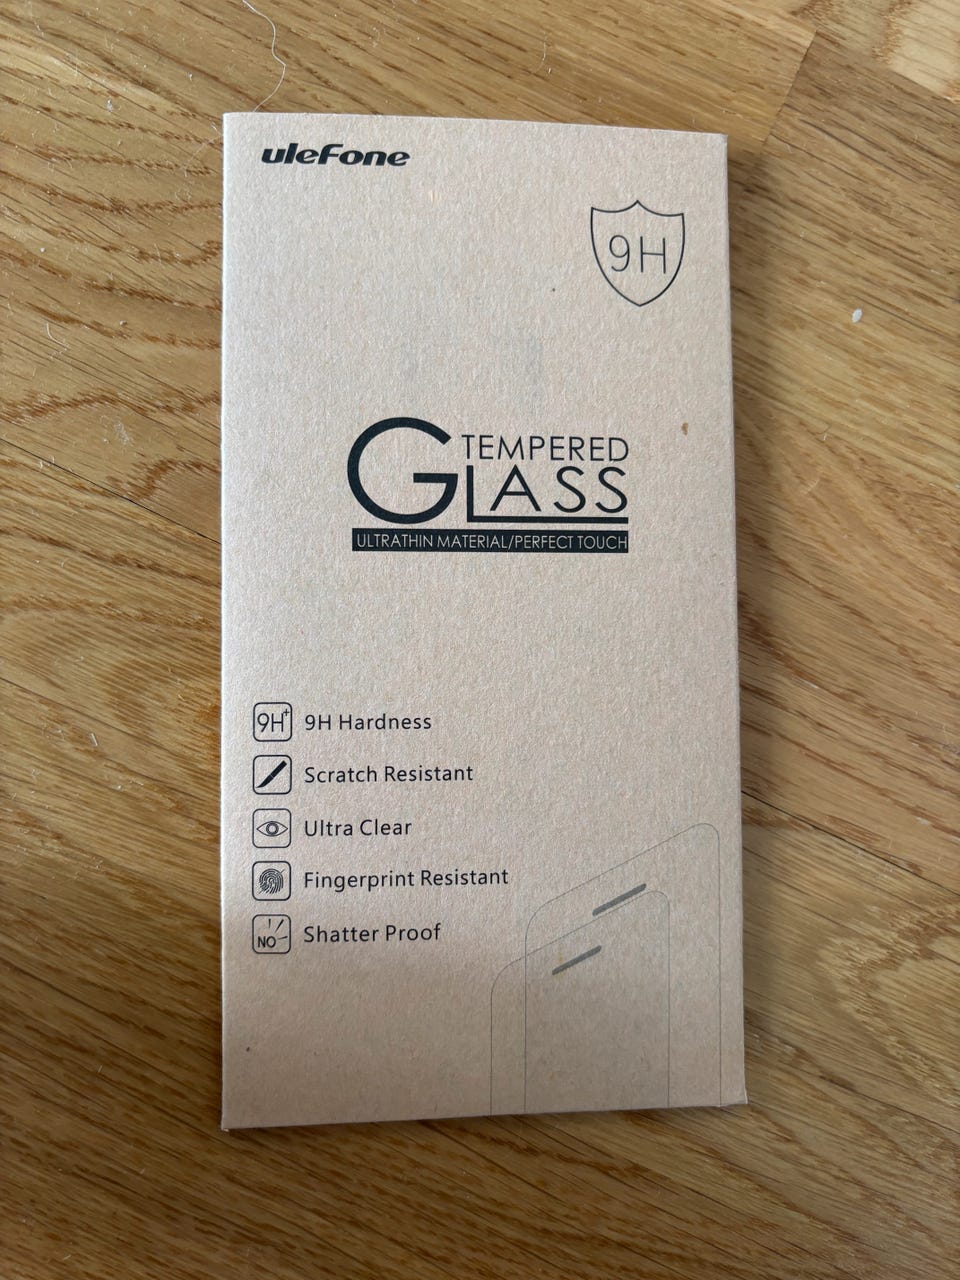 ulefone
9H
TEMPERED
GLASS
ULTRATHIN MATERIAL/PERFECT TOUCH
9H+ 9H Hardness
Scratch Resistant
Ultra Clear
Fingerprint Resistant
NO Shatter Proof